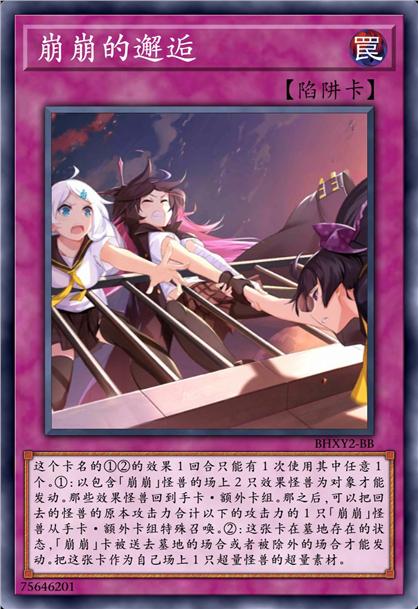 崩崩的邂逅
罠
【陷阱卡】
BHXY2-BB
这个卡名的①②的效果1回合只能有1次使用其中任意1
个。①:以包含「崩崩」怪兽的场上2只效果怪兽为对象才能
发动。那些效果怪兽回到手卡·额外卡组。那之后,可以把回
去的怪兽的原本攻击力合计以下的攻击力的1只「崩崩」怪
兽从手卡·额外卡组特殊召唤。②:这张卡在墓地存在的状
态,「崩崩」卡被送去墓地的场合或者被除外的场合才能发
动。把这张卡作为自己场上1只超量怪兽的超量素材。
75646201